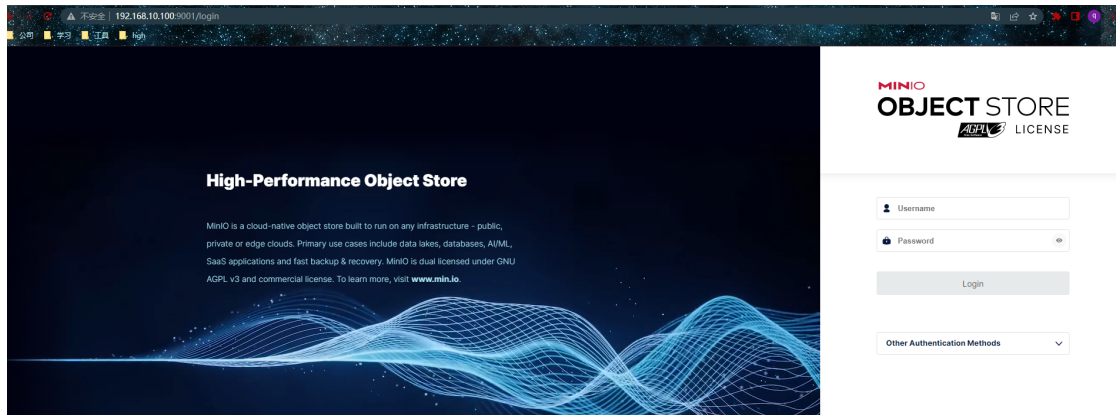 不安全 | 192.168.10.100:9001/login
公司 学习 工具 high
MINIO
OBJECT STORE
AGPLv3 LICENSE
High-Performance Object Store
MinIO is a cloud-native object store built to run on any infrastructure - public,
private or edge clouds. Primary use cases include data lakes, databases, AI/ML,
SaaS applications and fast backup & recovery. MinIO is dual licensed under GNU
AGPL v3 and commercial license. To learn more, visit www.min.io.
Username
Password
Login
Other Authentication Methods